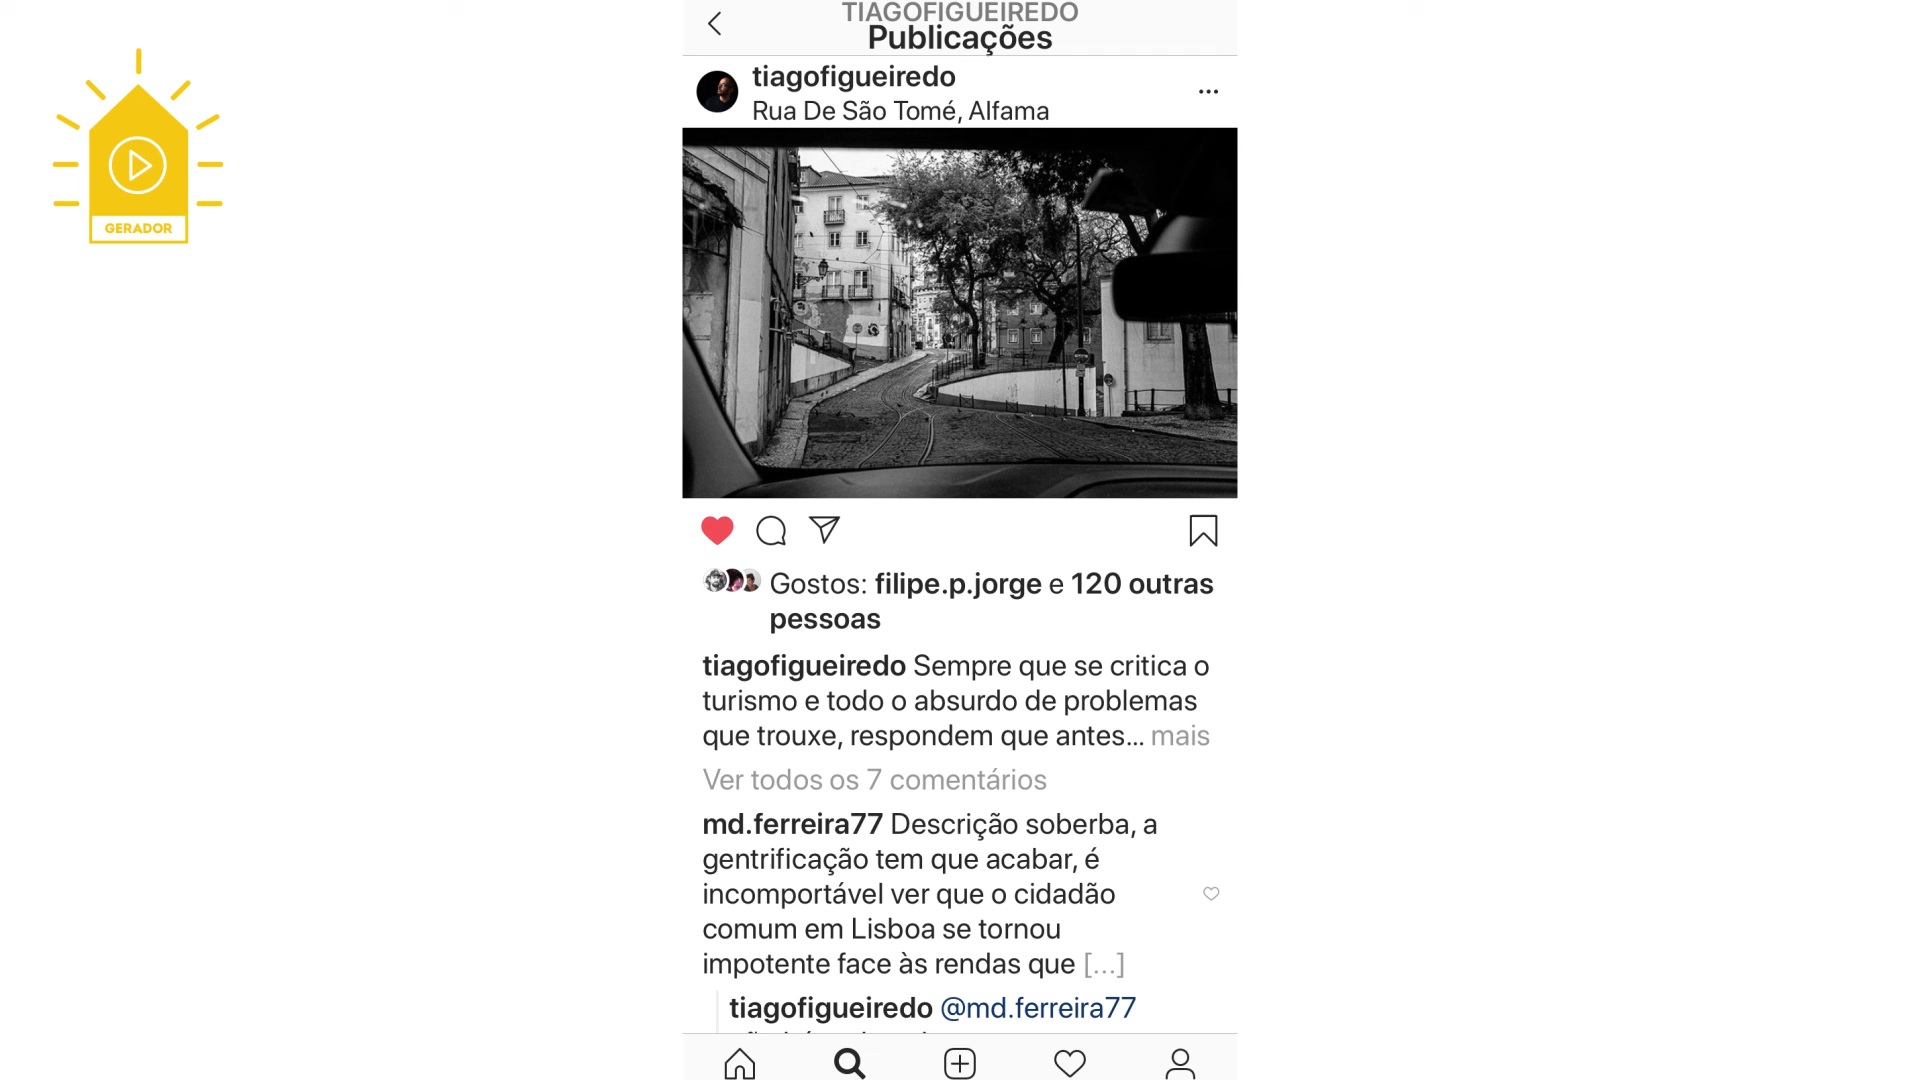 GERADOR
TIAGOFIGUEIREDO
Publicações
tiagofigueiredo
Rua De São Tomé, Alfama
Gostos: filipe.p.jorge e 120 outras
pessoas
tiagofigueiredo Sempre que se critica o
turismo e todo o absurdo de problemas
que trouxe, respondem que antes... mais
Ver todos os 7 comentários
md.ferreira77 Descrição soberba, a
gentrificação tem que acabar, é
incomportável ver que o cidadão
comum em Lisboa se tornou
impotente face às rendas que [...]
tiagofigueiredo @md.ferreira77